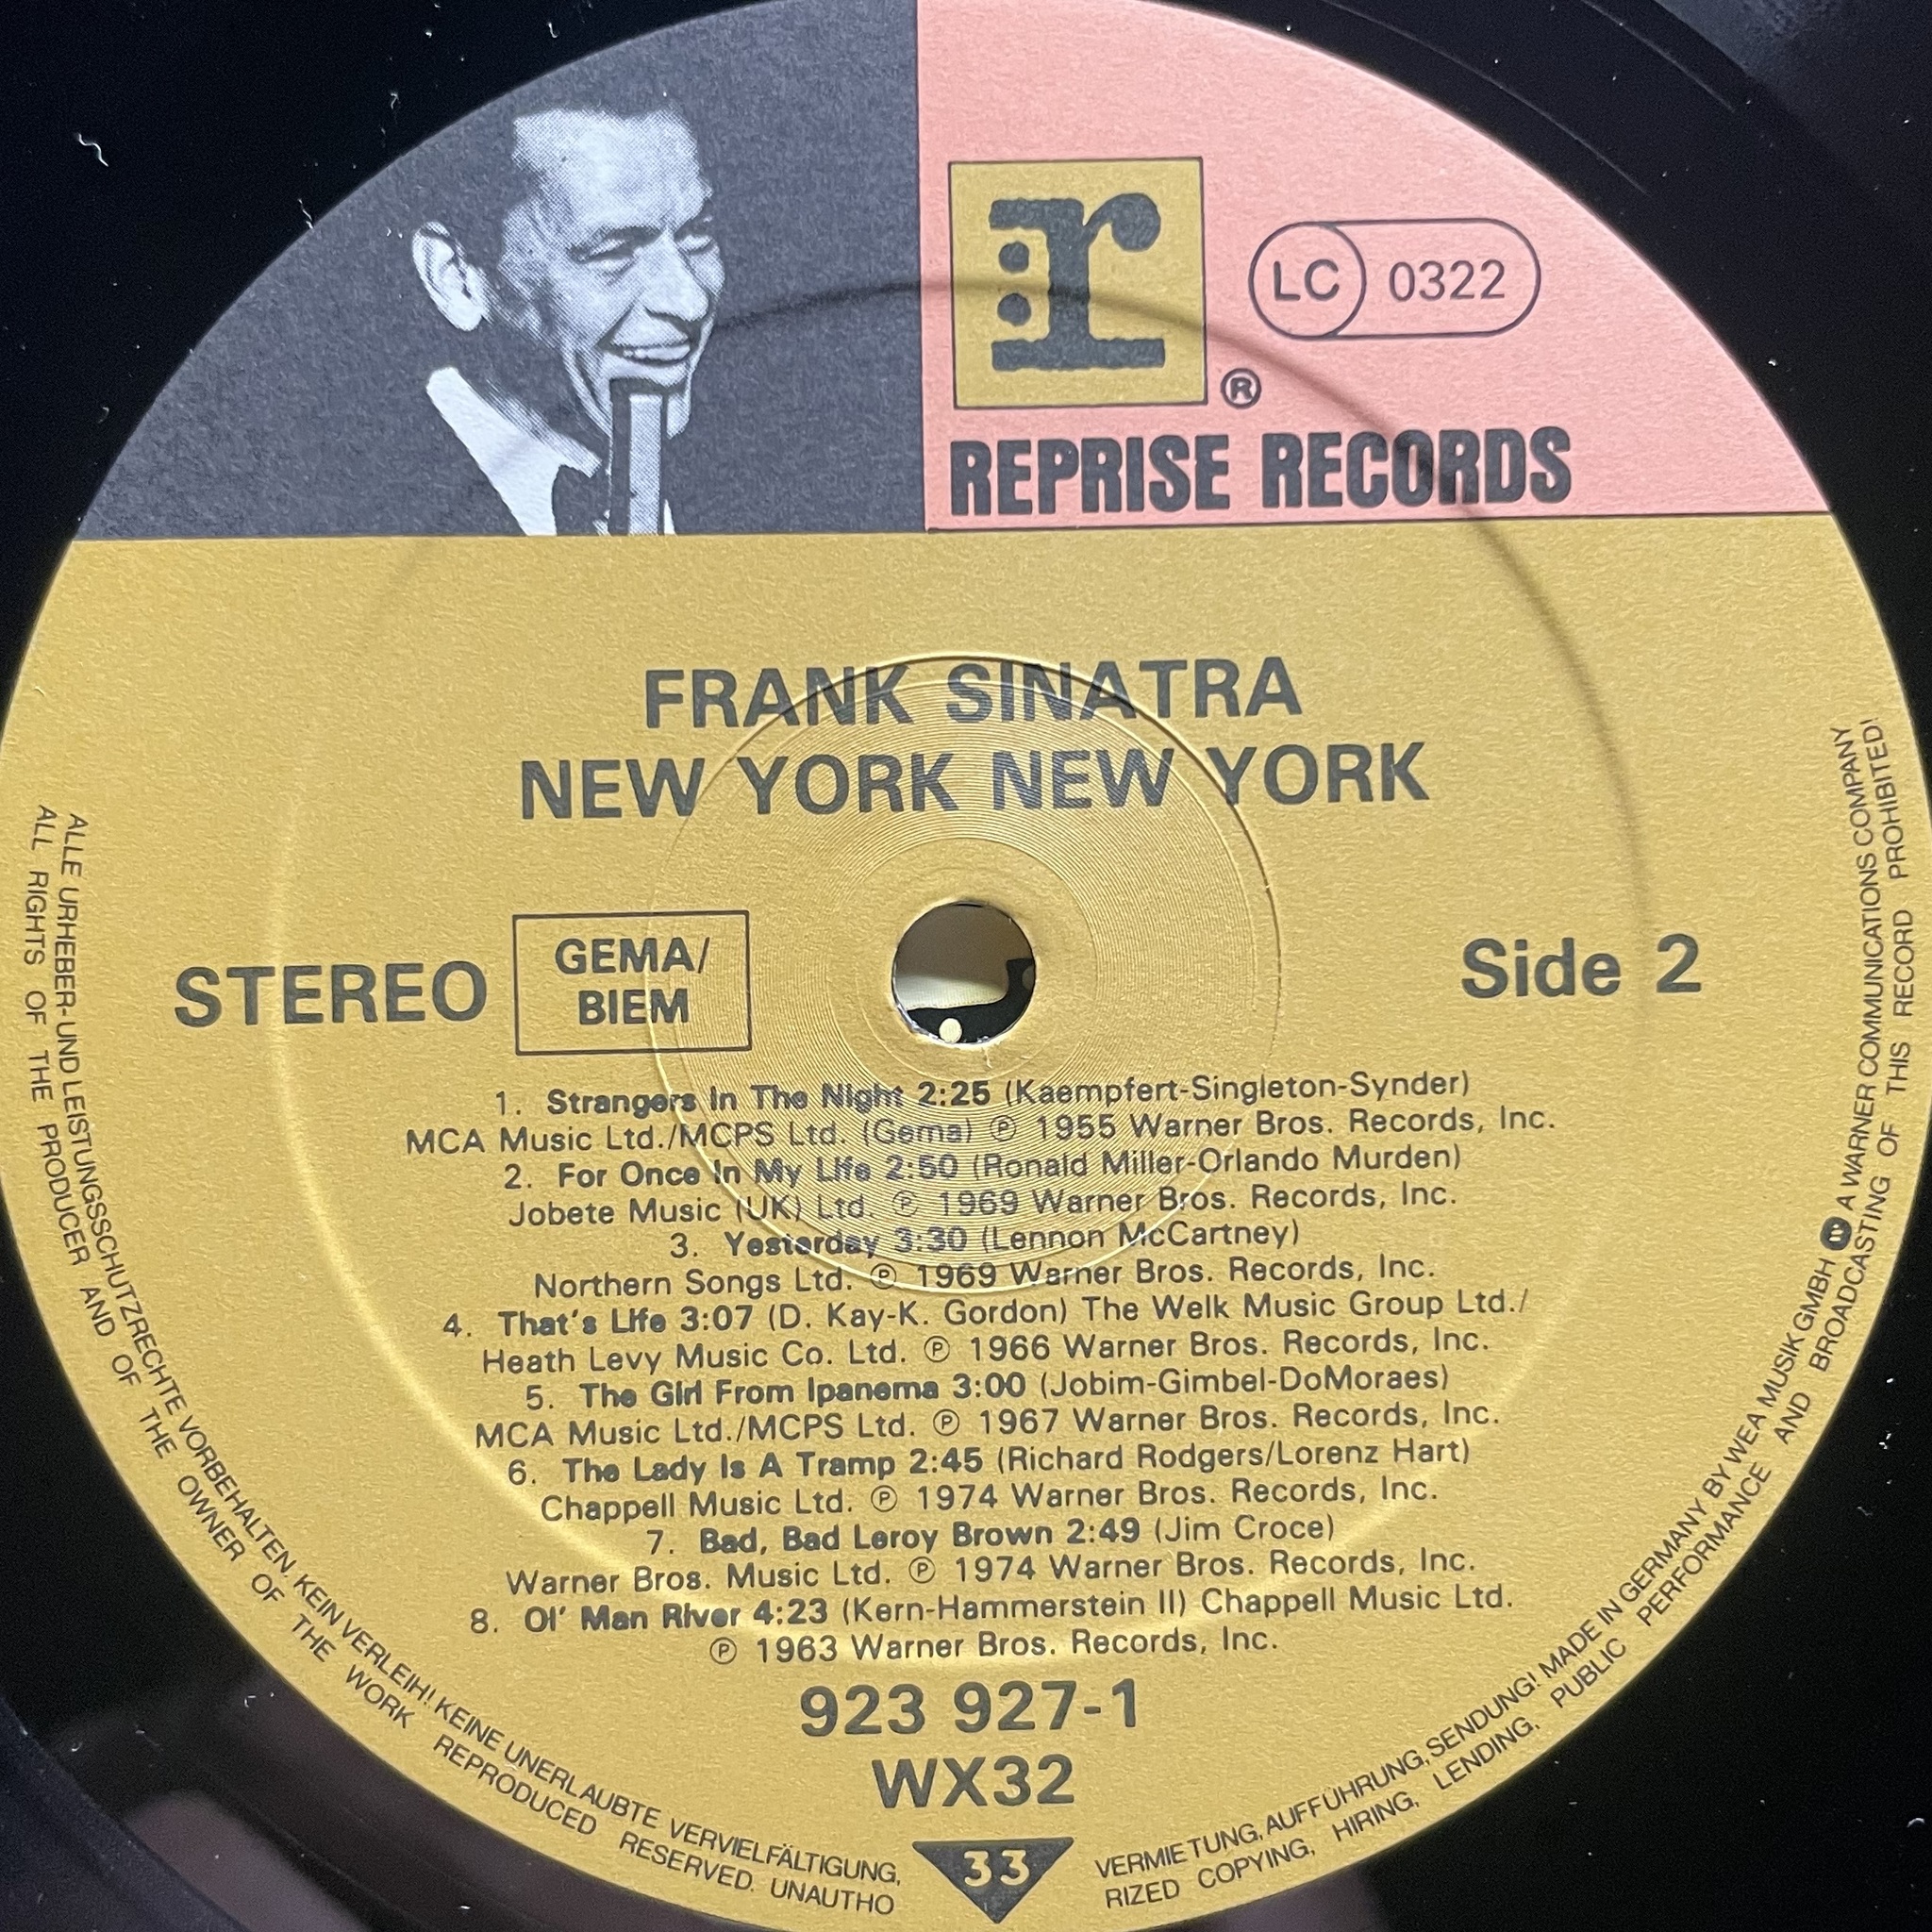 r
®
LC 0322
REPRISE RECORDS
FRANK SINATRA
NEW YORK NEW YORK
STEREO
GEMA/
BIEM
Side 2
1. Strangers In The Night 2:25 (Kaempfert-Singleton-Synder)
MCA Music Ltd./MCPS Ltd. (Gema) ℗ 1955 Warner Bros. Records, Inc.
2. For Once In My Life 2:50 (Ronald Miller-Orlando Murden)
Jobete Music (UK) Ltd. ℗ 1969 Warner Bros. Records, Inc.
3. Yesterday 3:30 (Lennon McCartney)
Northern Songs Ltd. ℗ 1969 Warner Bros. Records, Inc.
4. That's Life 3:07 (D. Kay-K. Gordon) The Welk Music Group Ltd./
Heath Levy Music Co. Ltd. ℗ 1966 Warner Bros. Records, Inc.
5. The Girl From Ipanema 3:00 (Jobim-Gimbel-DoMoraes)
MCA Music Ltd./MCPS Ltd. ℗ 1967 Warner Bros. Records, Inc.
6. The Lady Is A Tramp 2:45 (Richard Rodgers/Lorenz Hart)
Chappell Music Ltd. ℗ 1974 Warner Bros. Records, Inc.
7. Bad, Bad Leroy Brown 2:49 (Jim Croce)
Warner Bros. Music Ltd. ℗ 1974 Warner Bros. Records, Inc.
8. Ol' Man River 4:23 (Kern-Hammerstein II) Chappell Music Ltd.
℗ 1963 Warner Bros. Records, Inc.
923 927-1
WX32
33
ALLE URHEBER- UND LEISTUNGSSCHUTZRECHTE VORBEHALTEN. KEIN VERLEIH! KEINE UNERLAUBTE VERVIELFÄLTIGUNG, VERMIETUNG, AUFFÜHRUNG, SENDUNG! MADE IN GERMANY BY WEA MUSIK GMBH W A WARNER COMMUNICATIONS COMPANY
ALL RIGHTS OF THE PRODUCER AND OF THE OWNER OF THE WORK REPRODUCED RESERVED. UNAUTHORIZED COPYING, HIRING, LENDING, PUBLIC PERFORMANCE AND BROADCASTING OF THIS RECORD PROHIBITED!